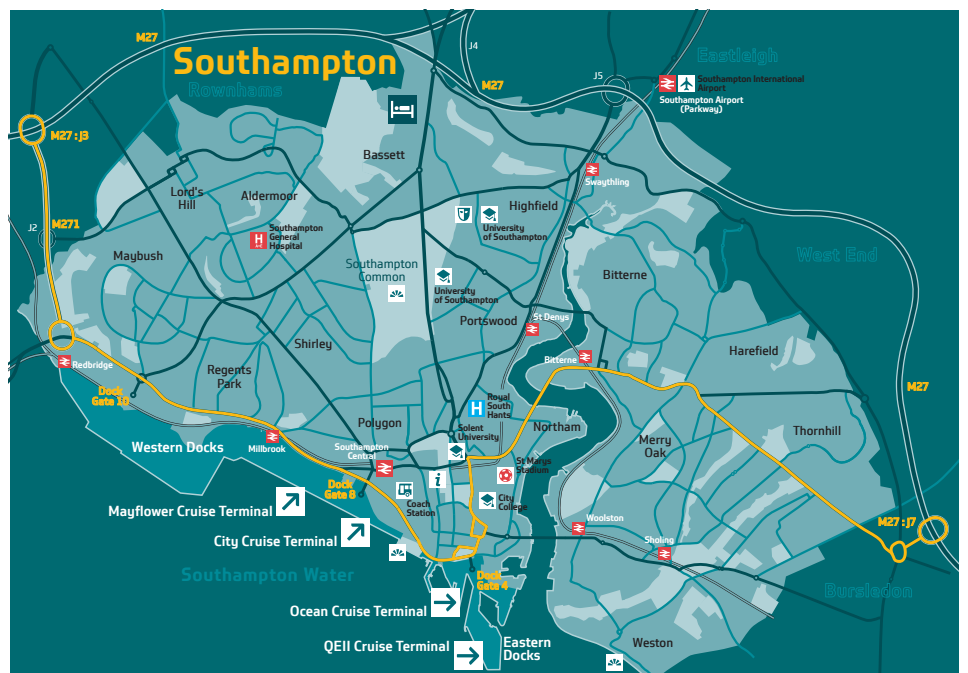 M27
Southampton
J4
Eastleigh
Rownhams
M27
J5
Southampton International
Airport
Southampton Airport
(Parkway)
M27 : J3
Bassett
Swaythling
Lord's
Hill
Aldermoor
Highfield
J2
M271
Southampton
General
Hospital
H
University
of Southampton
Maybush
West End
Southampton
Common
Bitterne
University
of Southampton
Portswood
St Denys
Shirley
Harefield
Bitterne
Redbridge
Regents
Park
Dock
Gate 10
M27
H
Royal
South
Hants
Polygon
Northam
Thornhill
Solent
University
Western Docks
Millbrook
Southampton
Central
Merry
Oak
St Marys
Stadium
i
Dock
Gate 8
Coach
Station
City
College
Mayflower Cruise Terminal
Woolston
M27 : J7
City Cruise Terminal
Sholing
Southampton Water
Dock
Gate 4
Bursledon
Ocean Cruise Terminal
QEII Cruise Terminal
Eastern
Docks
Weston